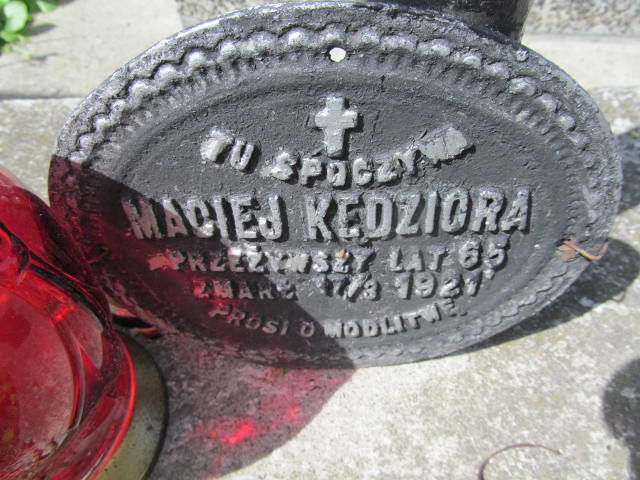 TU SPOCZYWA
MACIEJ KĘDZIORA
PRZEŻYWSZY LAT 65
ZMARŁ 17/3 1921
PROSI O MODLITWĘ.